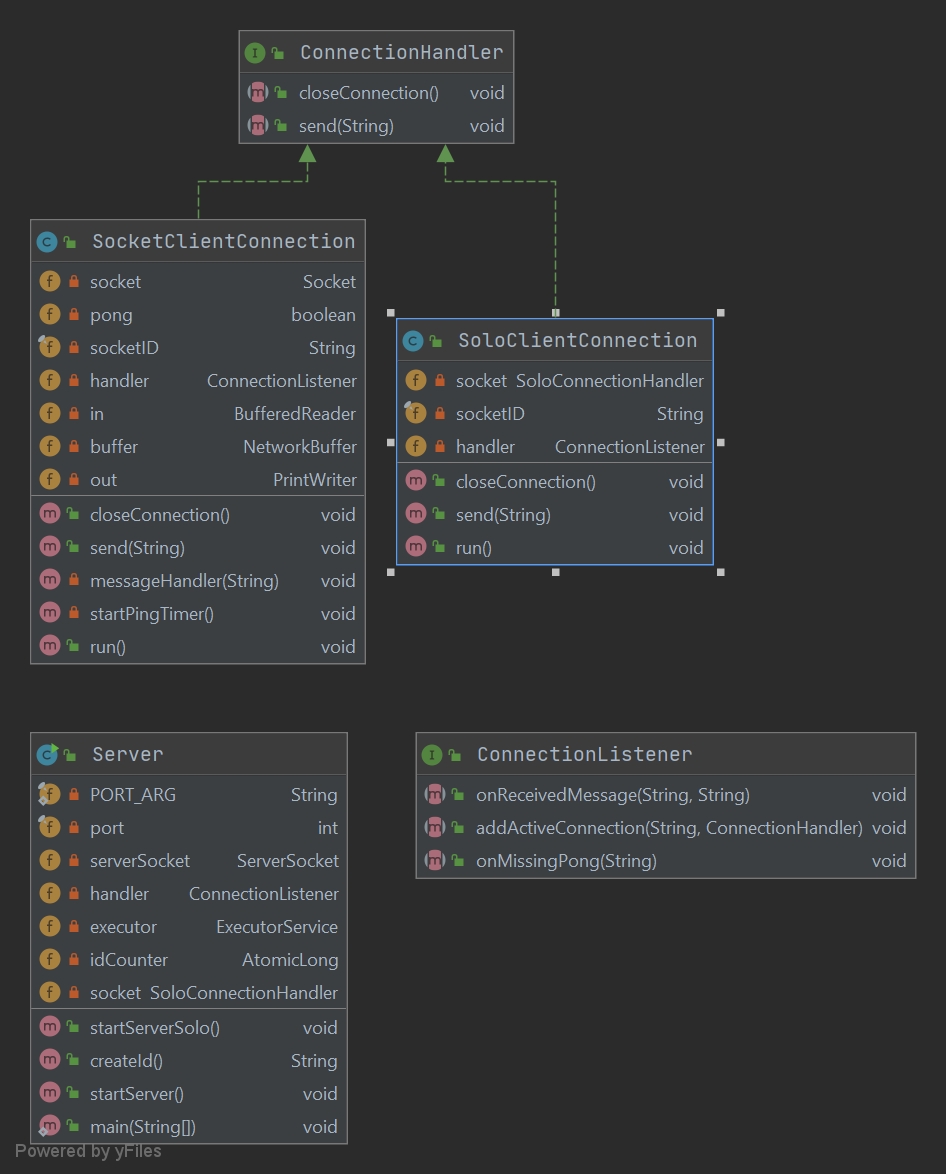 ConnectionHandler
closeConnection() void
send(String) void
SocketClientConnection
socket Socket
pong boolean
socketID String
handler ConnectionListener
in BufferedReader
buffer NetworkBuffer
out PrintWriter
closeConnection() void
send(String) void
messageHandler(String) void
startPingTimer() void
run() void
SoloClientConnection
socket SoloConnectionHandler
socketID String
handler ConnectionListener
closeConnection() void
send(String) void
run() void
Server
PORT_ARG String
port int
serverSocket ServerSocket
handler ConnectionListener
executor ExecutorService
idCounter AtomicLong
socket SoloConnectionHandler
startServerSolo() void
createId() String
startServer() void
main(String[]) void
ConnectionListener
onReceivedMessage(String, String) void
addActiveConnection(String, ConnectionHandler) void
onMissingPong(String) void
Powered by yFiles